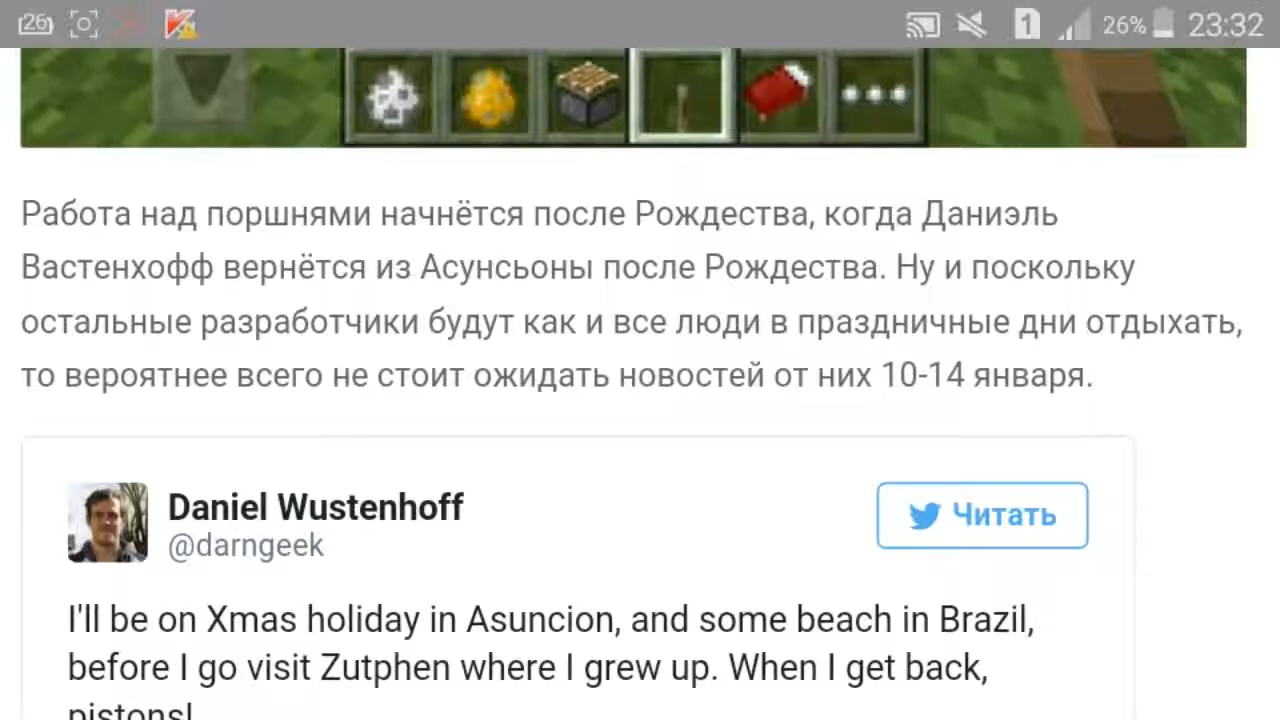 26
1
26%
23:32
Работа над поршнями начнётся после Рождества, когда Даниэль
Вастенхофф вернётся из Асунсьоны после Рождества. Ну и поскольку
остальные разработчики будут как и все люди в праздничные дни отдыхать,
то вероятнее всего не стоит ожидать новостей от них 10-14 января.
Daniel Wustenhoff
@darngeek
Читать
I'll be on Xmas holiday in Asuncion, and some beach in Brazil,
before I go visit Zutphen where I grew up. When I get back,
pistons!